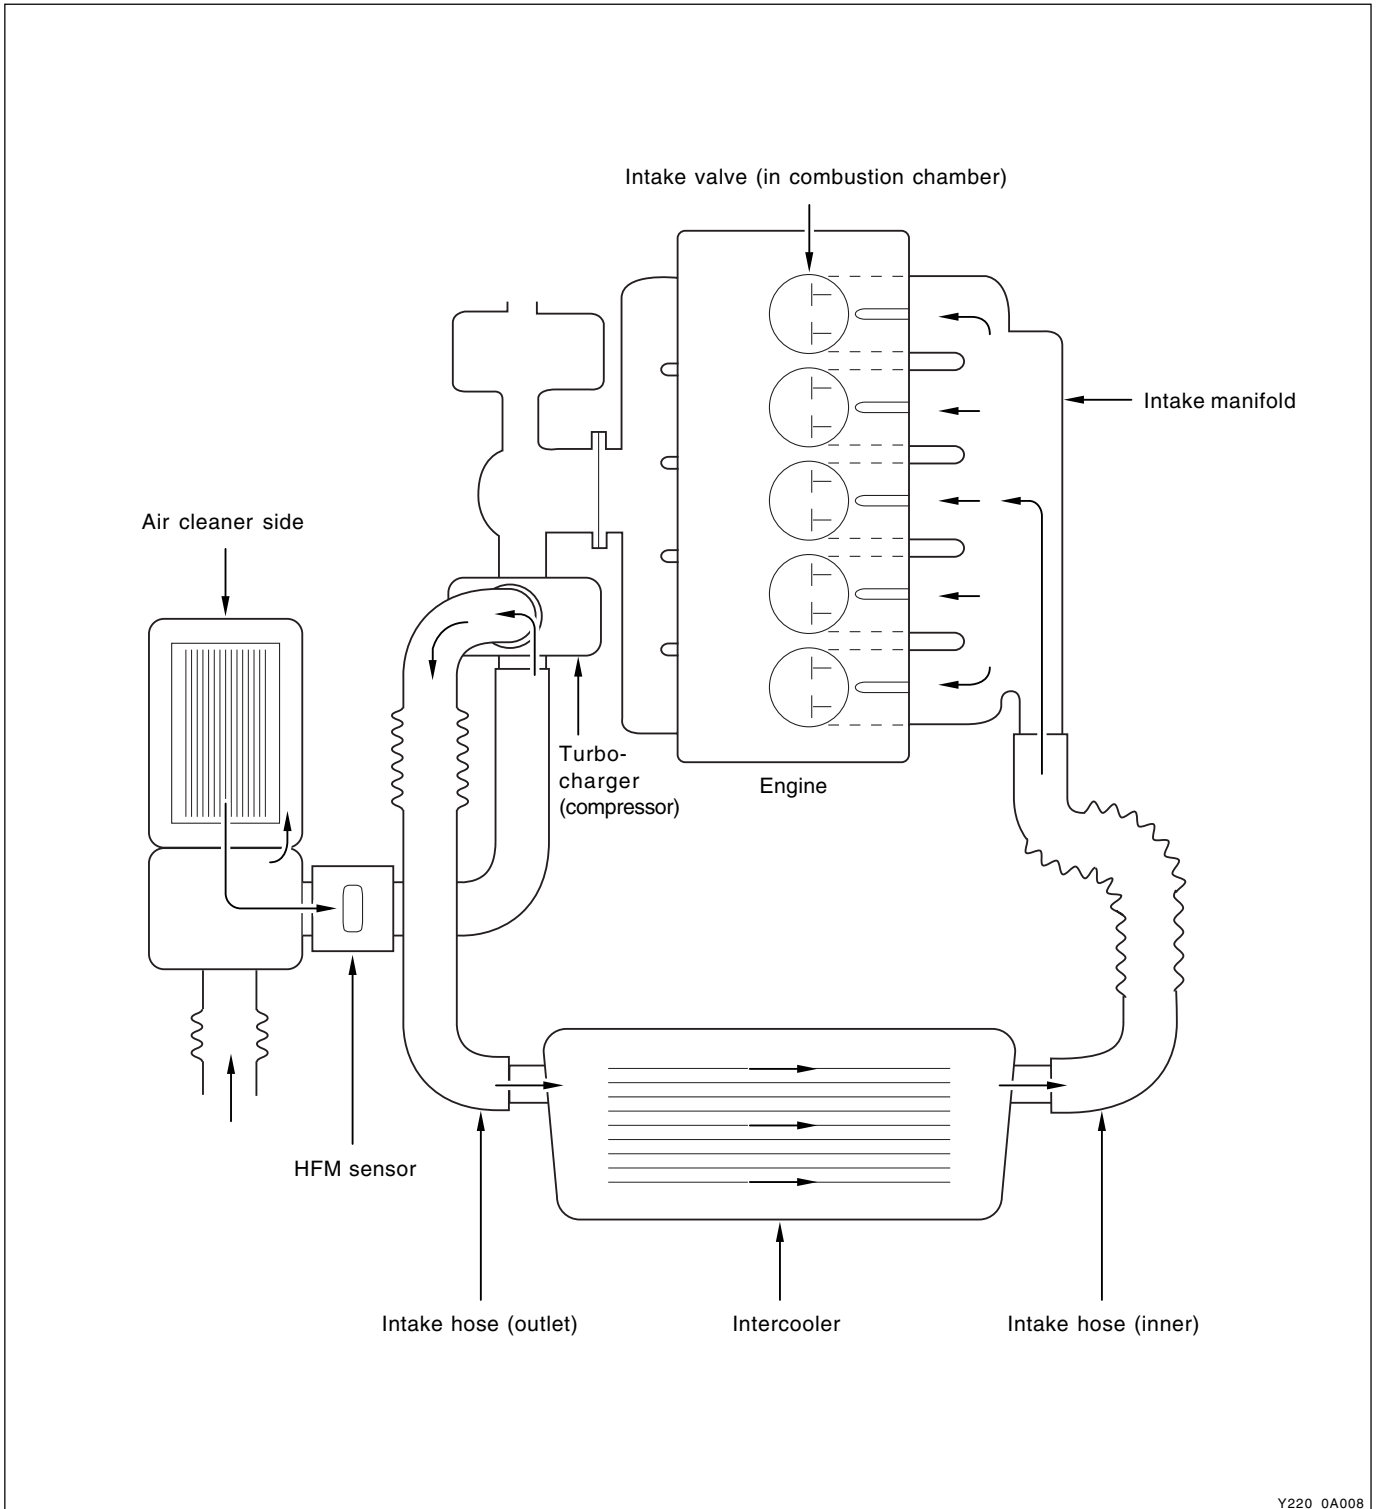 Intake valve (in combustion chamber)
Intake manifold
Air cleaner side
Turbo-
charger
(compressor)
Engine
HFM sensor
Intake hose (outlet)
Intercooler
Intake hose (inner)
Y220 0A008